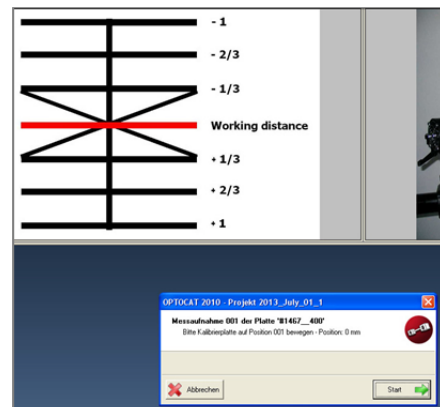 - 1
- 2/3
- 1/3
Working distance
+ 1/3
+ 2/3
+ 1
OPTOCAT 2010 - Projekt 2013_July_01_1
Messaufnahme 001 der Platte '#1467__400'
Bitte Kalibrierplatte auf Position 001 bewegen - Position: 0 mm
Abbrechen
Start